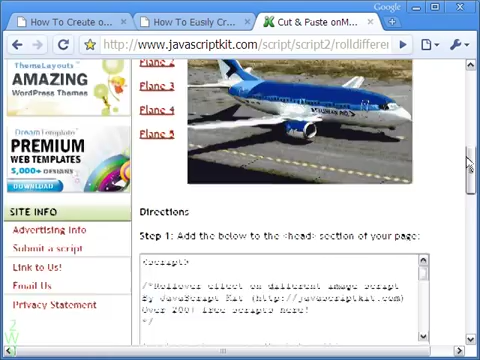 Google
How To Create o...
How To Easily Cr...
Cut & Paste onM...
http://www.javascriptkit.com/script/script2/rolldifferen
ThemeLayouts
AMAZING
WordPress Themes
DreamTemplate
PREMIUM
WEB TEMPLATES
5,000+ DESIGNS
DOWNLOAD
SITE INFO
Advertising Info
Submit a script
Link to Us!
Email Us
Privacy Statement
Plane 2
Plane 3
Plane 4
Plane 5
Directions
Step 1: Add the below to the <head> section of your page:
<script>
/*Rollover effect on different image script
By JavaScript Kit (http://javascriptkit.com)
Over 200+ free scripts here!
*/